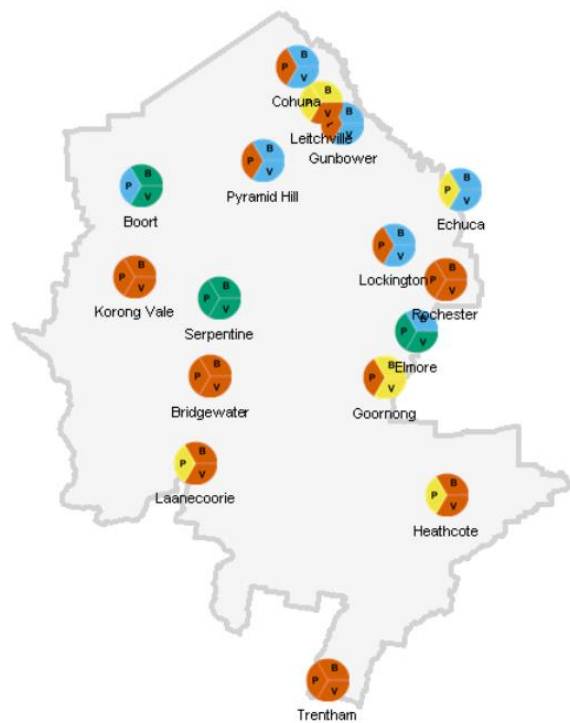 B
P
V
Cohuna
B
P
V
Leitchville
B
V
Gunbower
B
P
V
Pyramid Hill
B
P
V
Boort
B
P
V
Echuca
B
P
V
Lockington
B
P
V
Korong Vale
B
P
V
Rochester
B
P
V
Serpentine
B
P
V
Elmore
B
P
V
Bridgewater
B
P
V
Goornong
B
P
V
Laanecoorie
B
P
V
Heathcote
B
P
V
Trentham